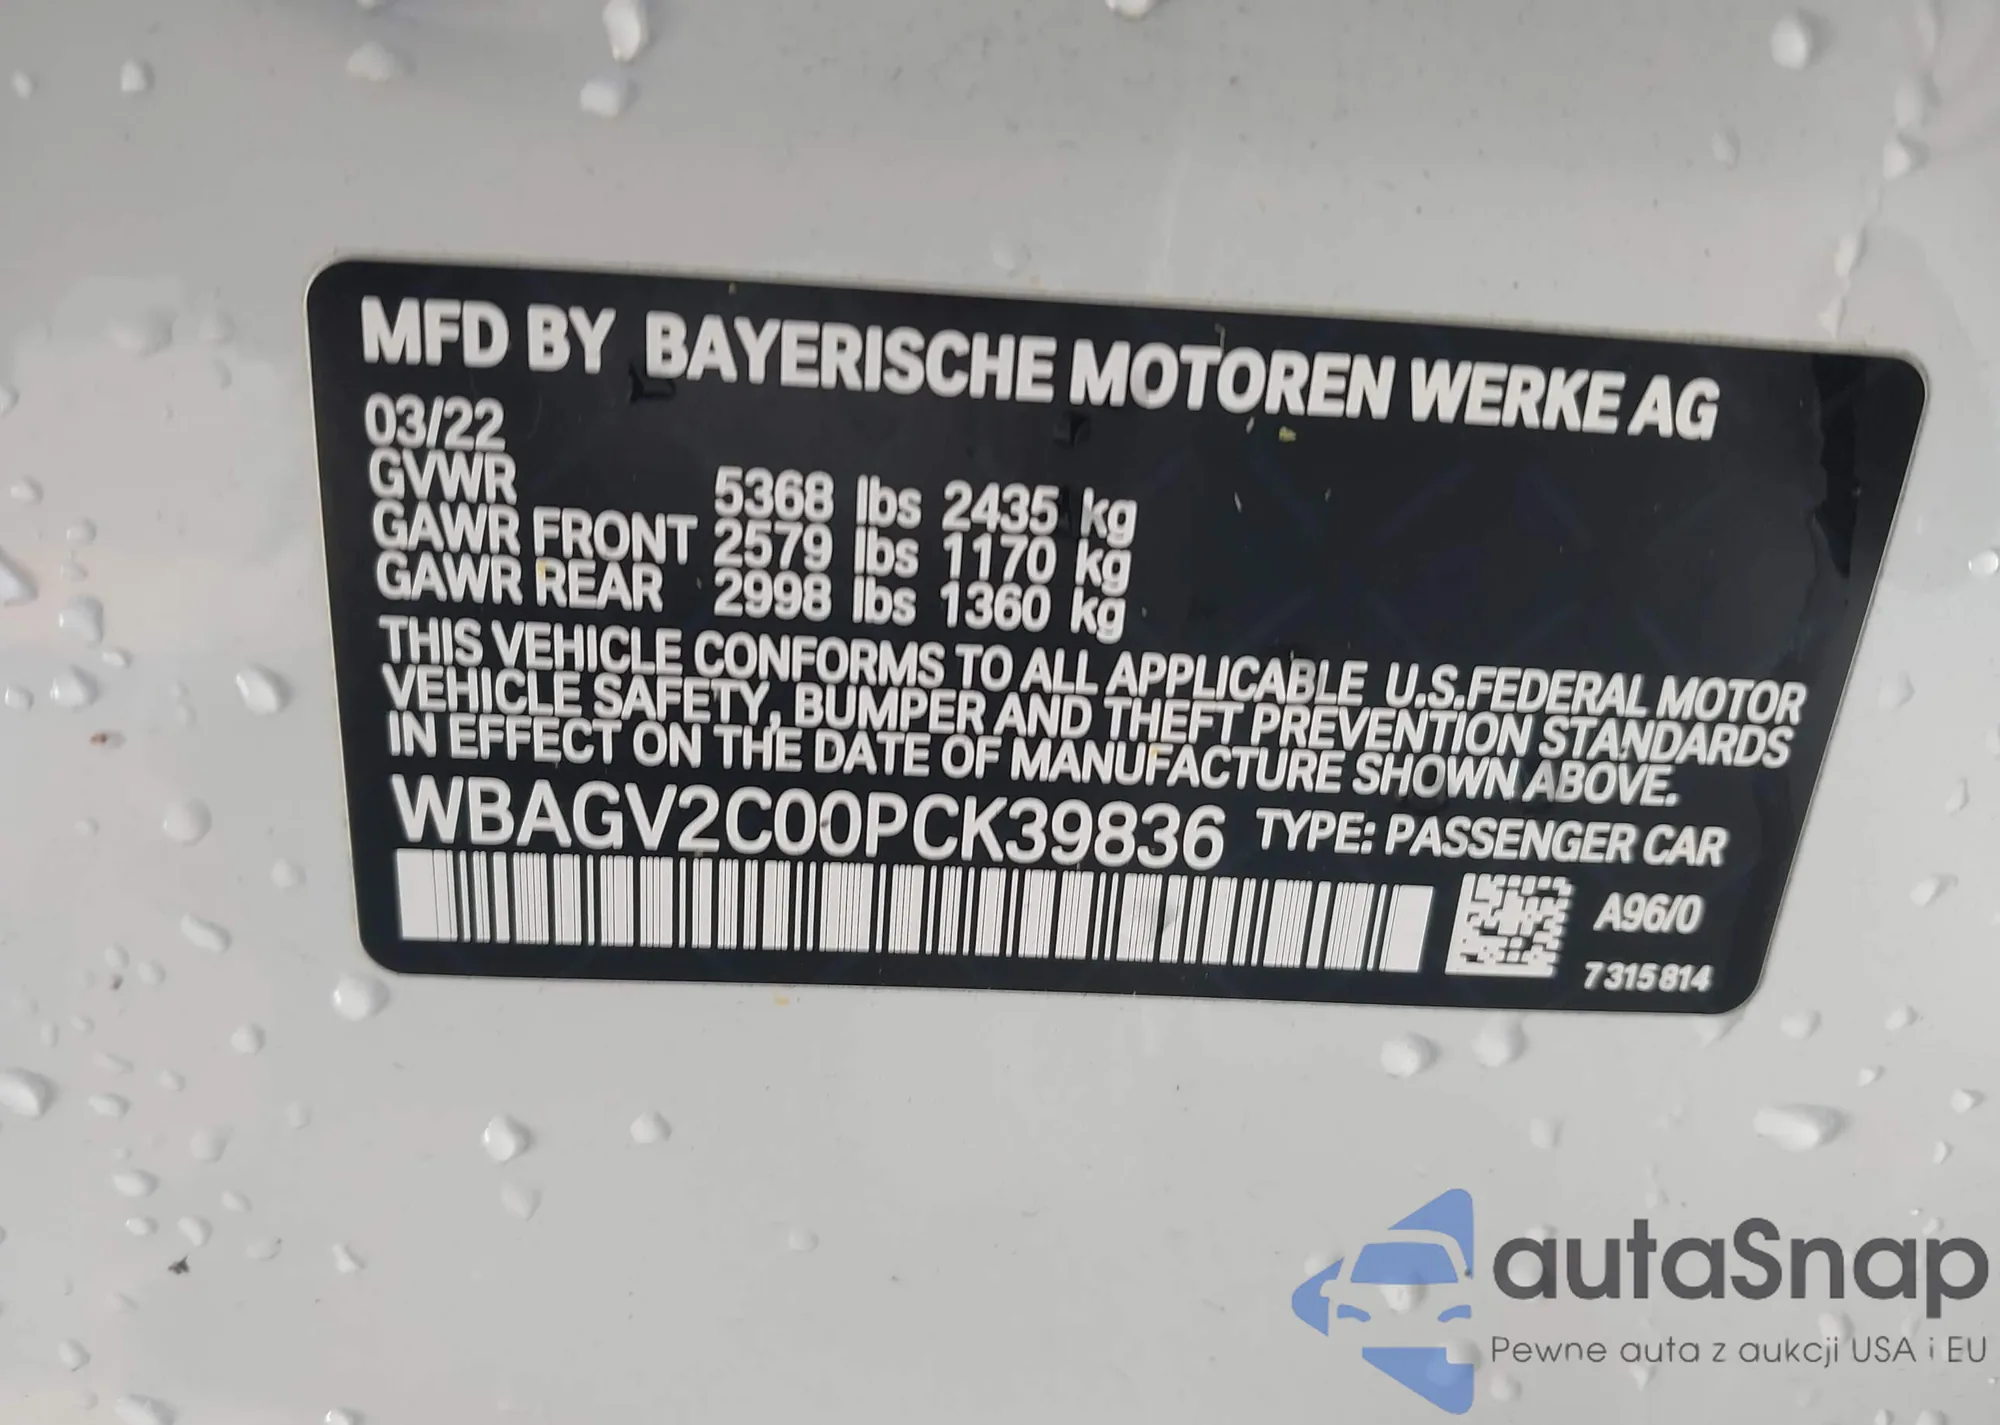 MFD BY BAYERISCHE MOTOREN WERKE AG
03/22
GVWR 5368 lbs 2435 kg
GAWR FRONT 2579 lbs 1170 kg
GAWR REAR 2998 lbs 1360 kg
THIS VEHICLE CONFORMS TO ALL APPLICABLE U.S.FEDERAL MOTOR
VEHICLE SAFETY, BUMPER AND THEFT PREVENTION STANDARDS
IN EFFECT ON THE DATE OF MANUFACTURE SHOWN ABOVE.
WBAGV2C00PCK39836 TYPE: PASSENGER CAR
A96/0
7315814
autaSnap
Pewne auta z aukcji USA i EU